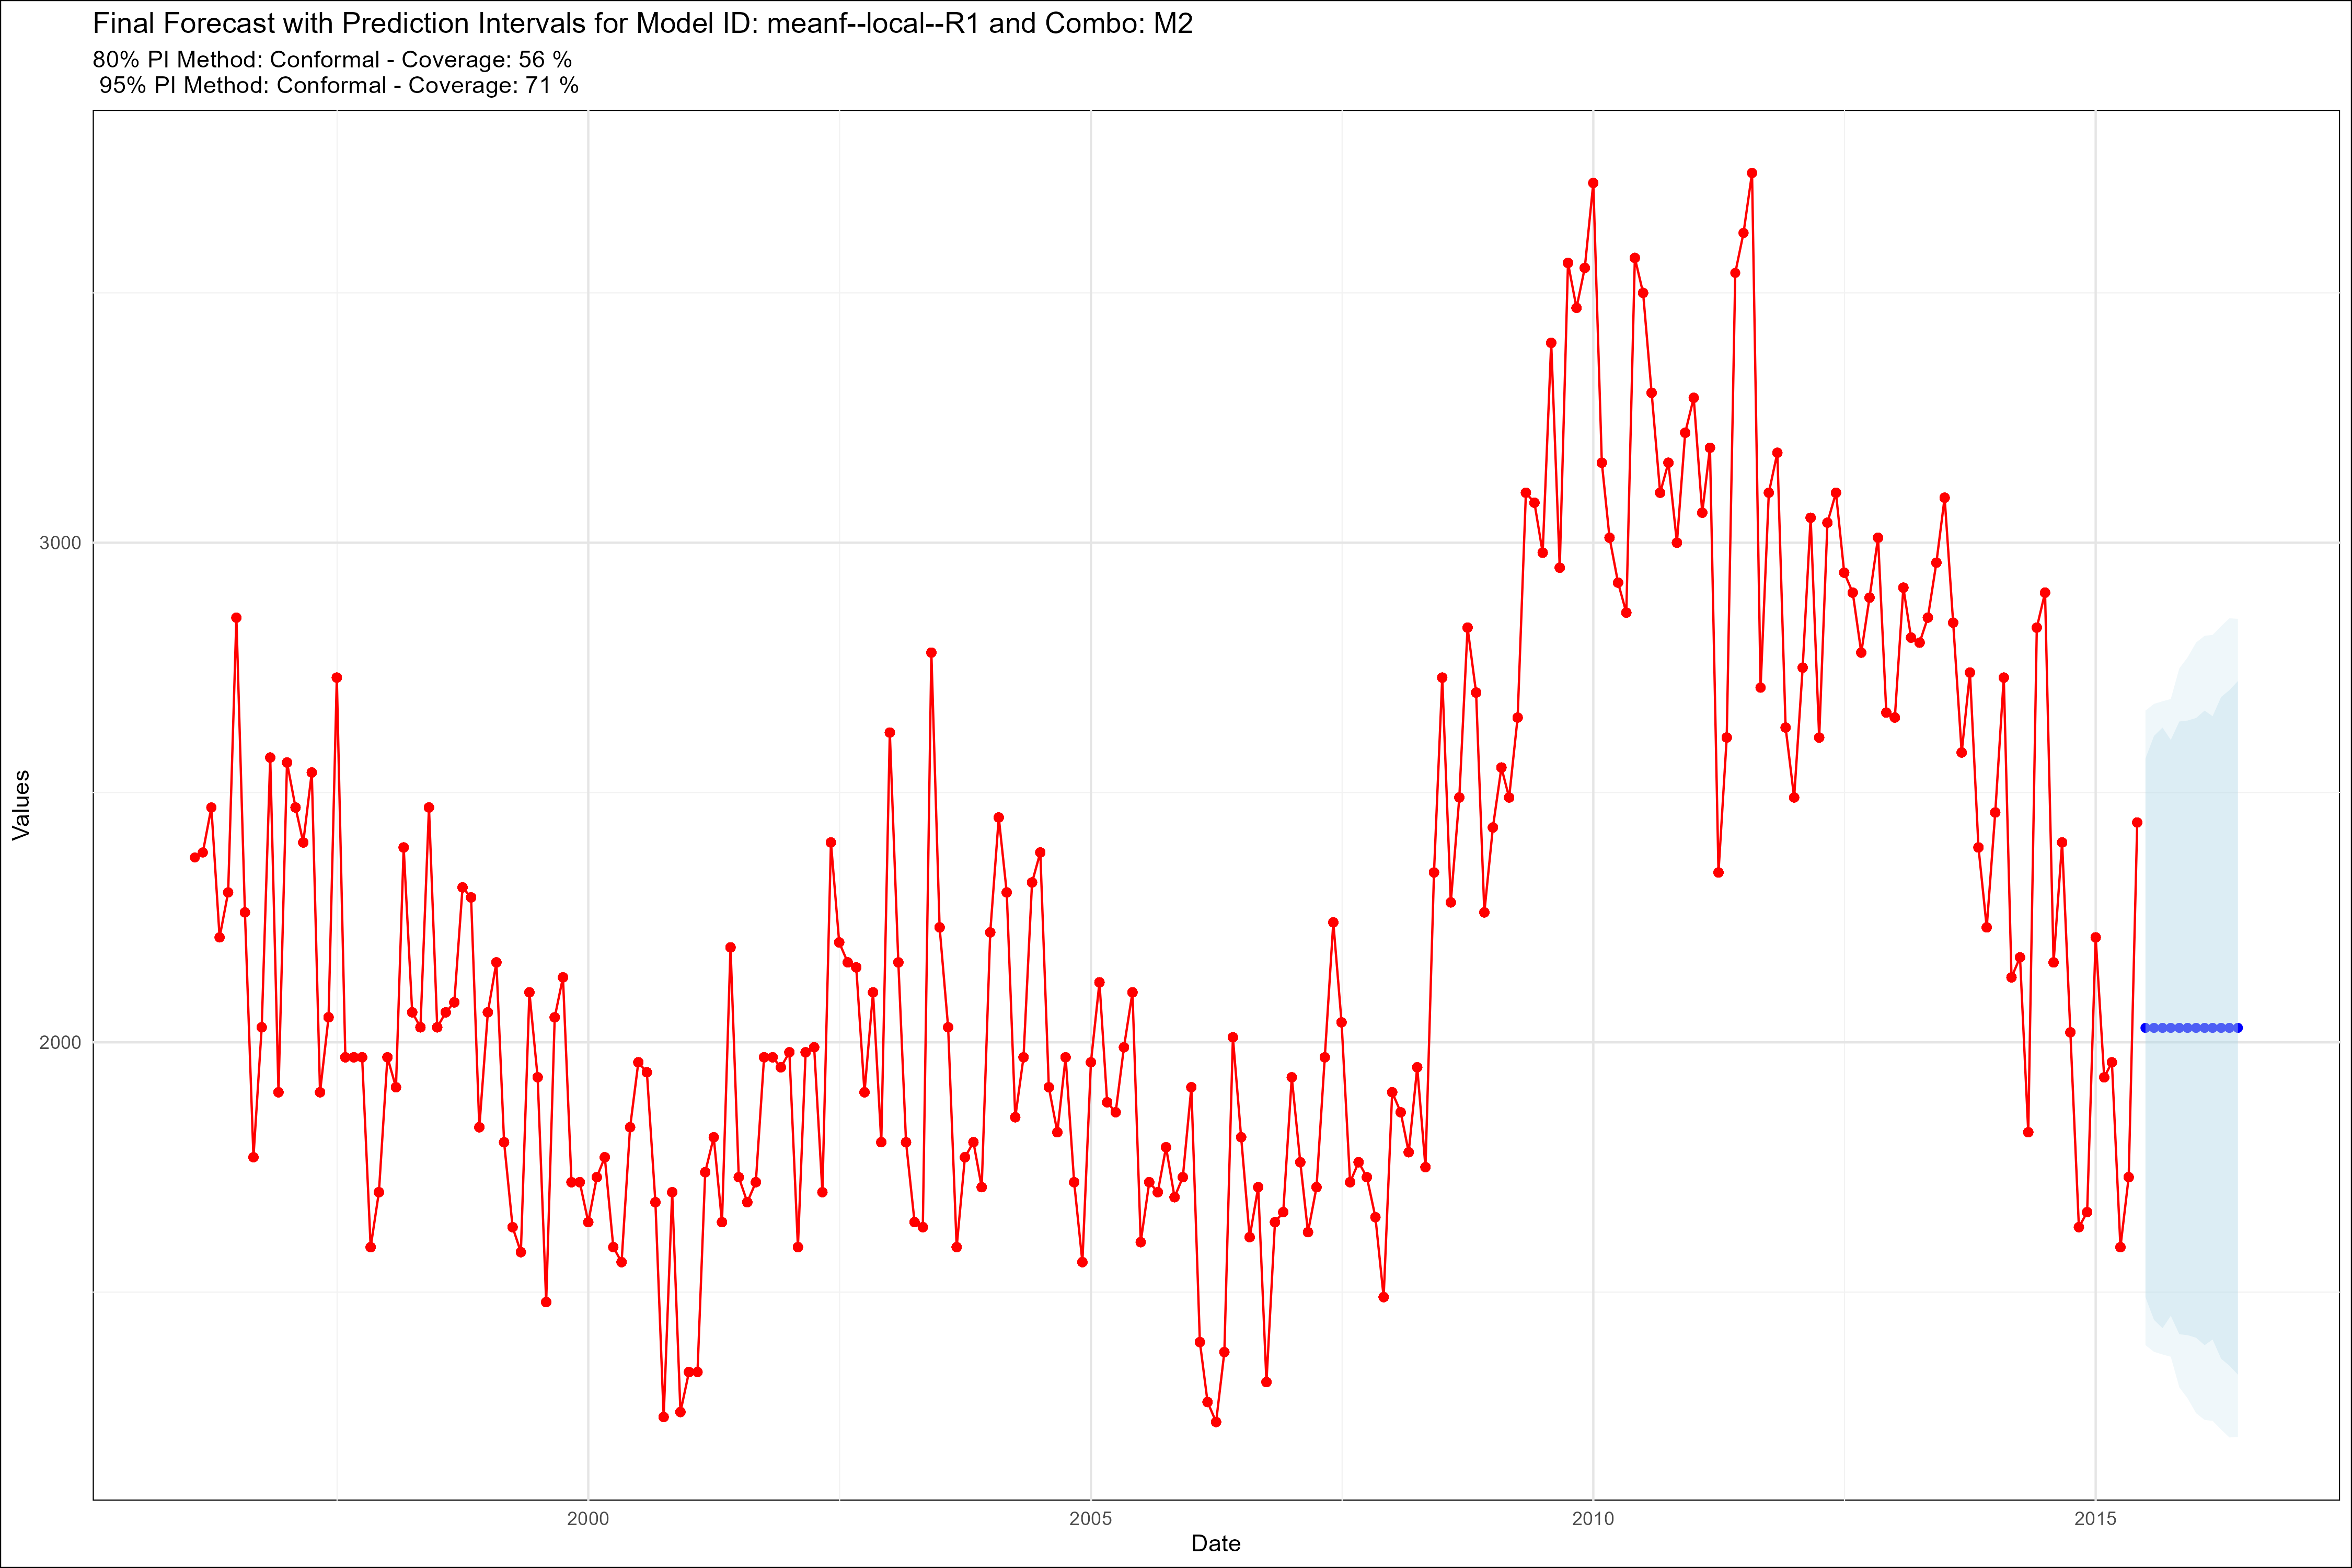 Final Forecast with Prediction Intervals for Model ID: meanf--local--R1 and Combo: M2
80% PI Method: Conformal - Coverage: 56 %
95% PI Method: Conformal - Coverage: 71 %
Values
3000
2000
2000
2005
2010
2015
Date